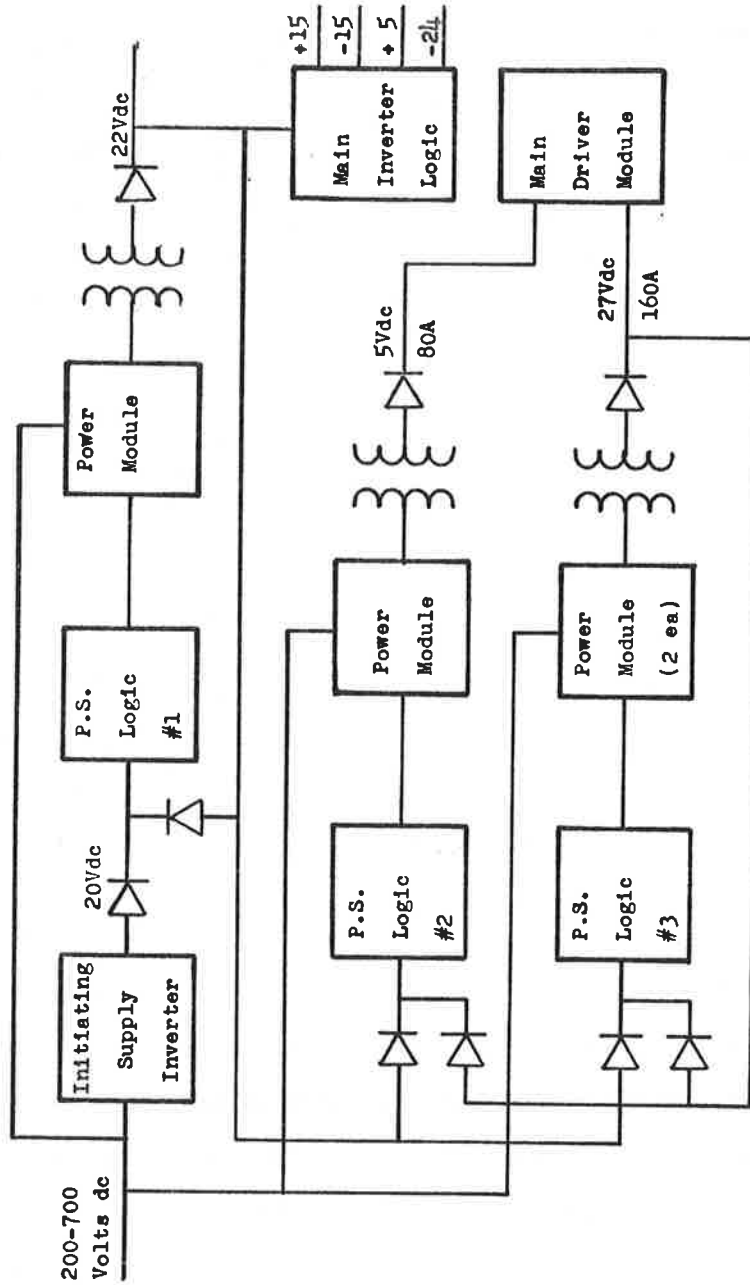 200-700
Volts dc
Initiating
Supply
Inverter
20Vdc
P.S.
Logic
#1
Power
Module
22Vdc
Main
Inverter
Logic
+15
-15
+ 5
-24
P.S.
Logic
#2
Power
Module
5Vdc
80A
Main
Driver
Module
P.S.
Logic
#3
Power
Module
(2 ea)
27Vdc
160A